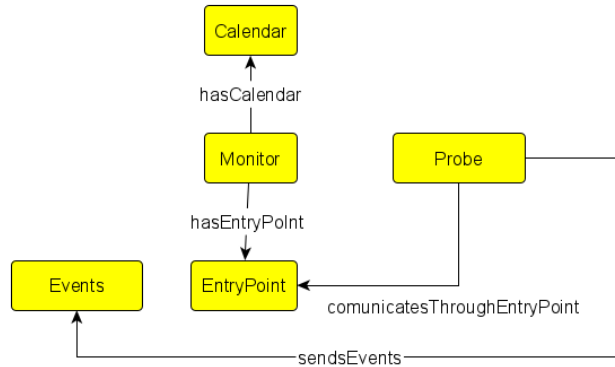 Calendar
hasCalendar
Monitor
Probe
hasEntryPoInt
Events
EntryPoint
comunicatesThroughEntryPoint
sendsEvents